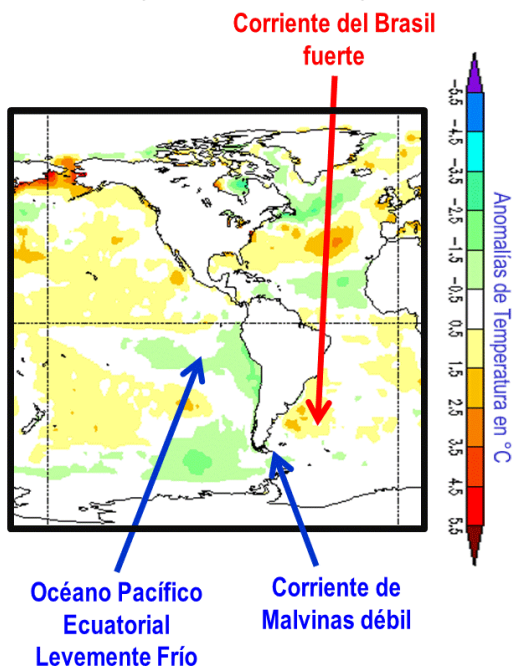 Corriente del Brasil
fuerte
-5,5
-4,5
-3,5
-2,5
-1,5
-0,5
0,5
1,5
2,5
3,5
4,5
5,5
Anomalías de Temperatura en °C
Océano Pacífico
Ecuatorial
Levemente Frío
Corriente de
Malvinas débil